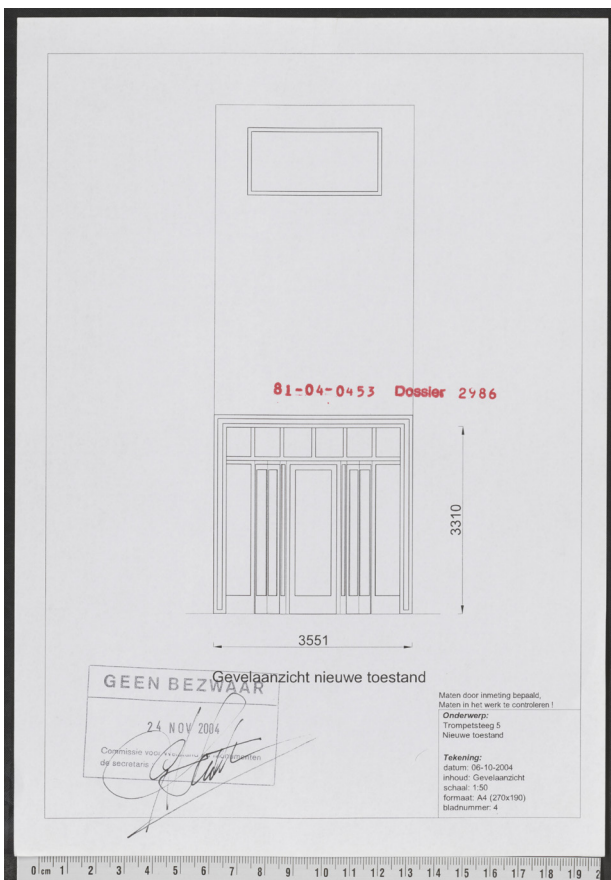 81-04-0453 Dossier 2986
3310
3551
Gevelaanzicht nieuwe toestand
GEEN BEZWAAR
24 NOV 2004
Commissie voor
de secretaris
Maten door inmeting bepaald,
Maten in het werk te controleren !
Onderwerp:
Trompetsteeg 5
Nieuwe toestand
Tekening:
datum: 06-10-2004
inhoud: Gevelaanzicht
schaal: 1:50
formaat: A4 (270x190)
bladnummer: 4
0 cm 1 2 3 4 5 6 7 8 9 10 11 12 13 14 15 16 17 18 19